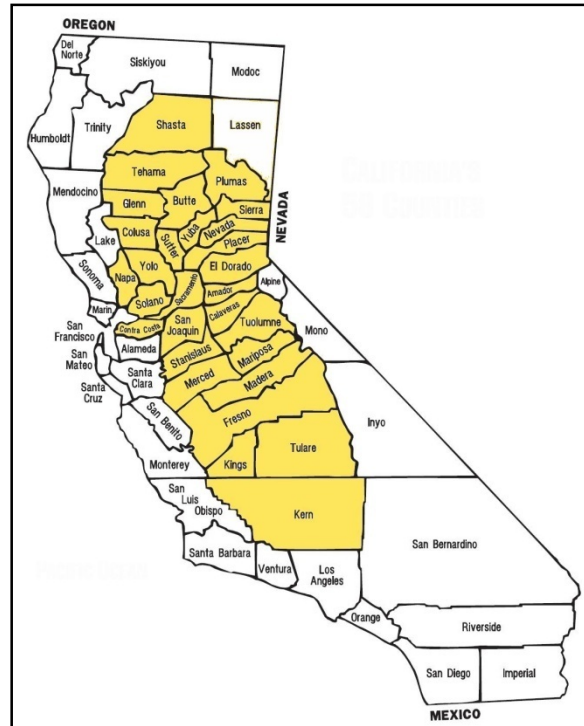 OREGON
Del
Norte
Siskiyou
Modoc
Humboldt
Trinity
Shasta
Lassen
Mendocino
Tehama
Plumas
Glenn
Butte
Sierra
NEVADA
Lake
Colusa
Sutter
Yuba
Nevada
Placer
Sonoma
Napa
Yolo
El Dorado
Solano
Sacramento
Amador
Alpine
Marin
Calaveras
San
Francisco
Contra Costa
San
Joaquin
Tuolumne
Mono
Alameda
San
Mateo
Stanislaus
Mariposa
Santa
Clara
Santa
Cruz
Merced
Madera
San Benito
Fresno
Inyo
Monterey
Kings
Tulare
San
Luis
Obispo
Kern
San Bernardino
Santa Barbara
Ventura
Los
Angeles
Orange
Riverside
San Diego
Imperial
MEXICO